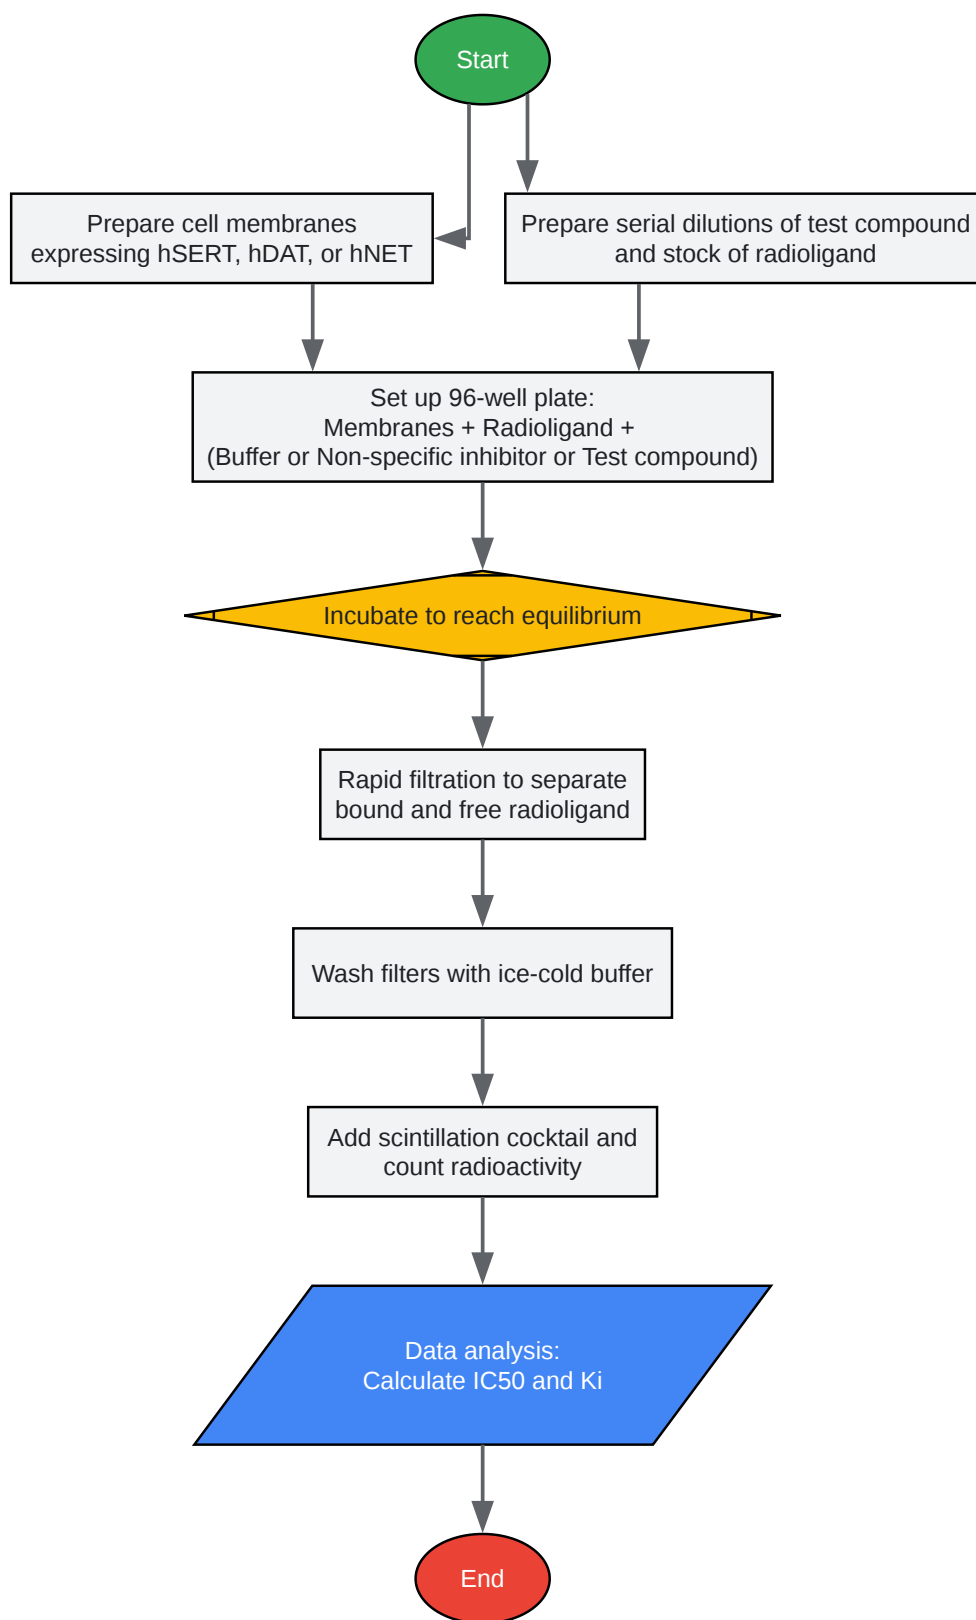 Start
Prepare cell membranes
expressing hSERT, hDAT, or hNET
Prepare serial dilutions of test compound
and stock of radioligand
Set up 96-well plate:
Membranes + Radioligand +
(Buffer or Non-specific inhibitor or Test compound)
Incubate to reach equilibrium
Rapid filtration to separate
bound and free radioligand
Wash filters with ice-cold buffer
Add scintillation cocktail and
count radioactivity
Data analysis:
Calculate IC50 and Ki
End